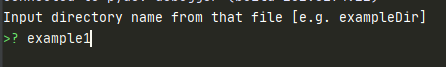 Input directory name from that file [e.g. exampleDir]
>? example1